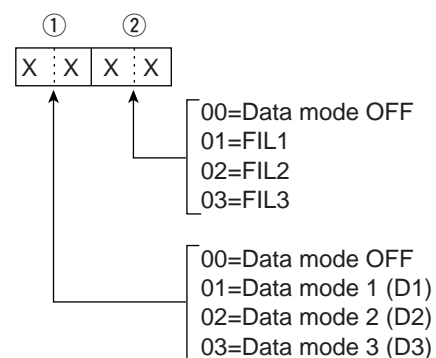 ① ②
X X X X
00=Data mode OFF
01=FIL1
02=FIL2
03=FIL3
00=Data mode OFF
01=Data mode 1 (D1)
02=Data mode 2 (D2)
03=Data mode 3 (D3)